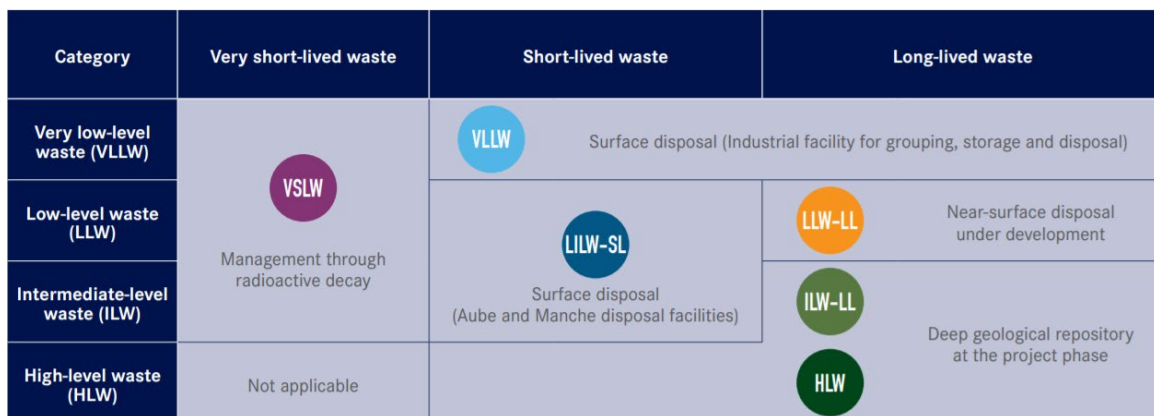 Category
Very short-lived waste
Short-lived waste
Long-lived waste
Very low-level
waste (VLLW)
VLLW
Surface disposal (Industrial facility for grouping, storage and disposal)
VSLW
Management through
radioactive decay
Low-level waste
(LLW)
LILW-SL
Surface disposal
(Aube and Manche disposal facilities)
LLW-LL
Near-surface disposal
under development
Intermediate-level
waste (ILW)
ILW-LL
Deep geological repository
at the project phase
High-level waste
(HLW)
Not applicable
HLW